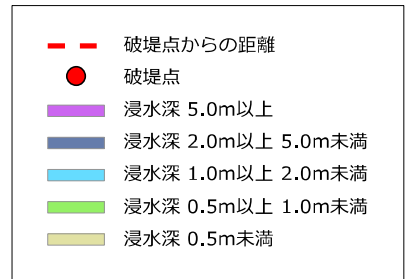 破堤点からの距離
破堤点
浸水深 5.0m以上
浸水深 2.0m以上 5.0m未満
浸水深 1.0m以上 2.0m未満
浸水深 0.5m以上 1.0m未満
浸水深 0.5m未満